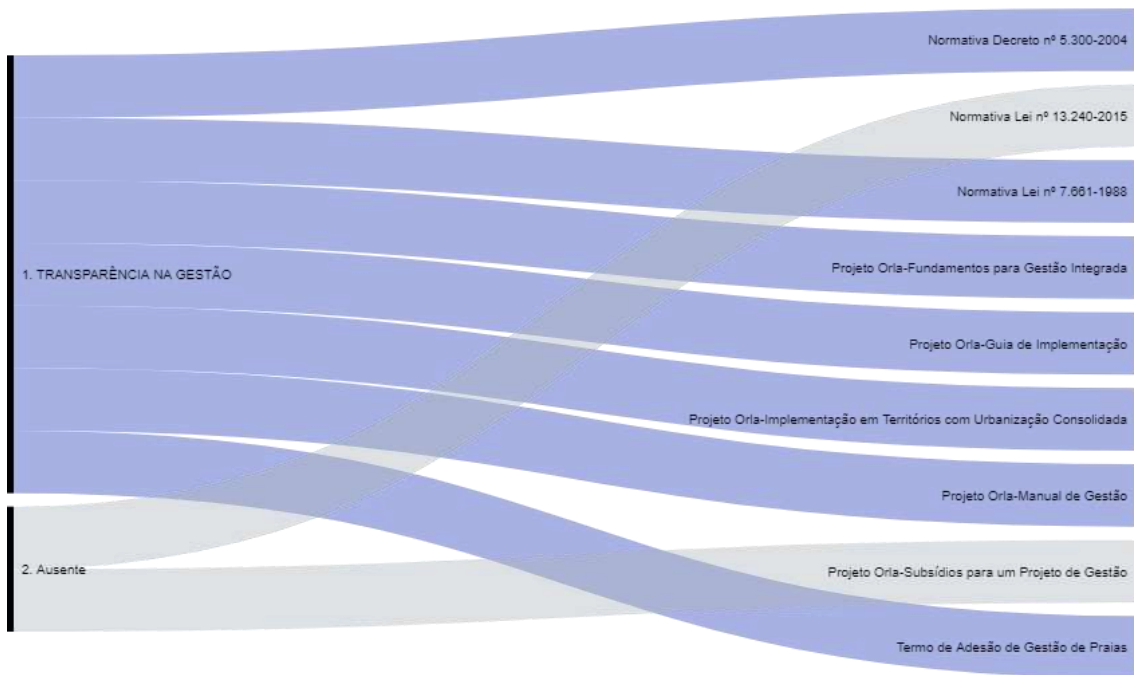 Normativa Decreto nº 5.300-2004
Normativa Lei nº 13.240-2015
Normativa Lei nº 7.661-1988
1. TRANSPARÊNCIA NA GESTÃO
Projeto Orla-Fundamentos para Gestão Integrada
Projeto Orla-Guia de Implementação
Projeto Orla-Implementação em Territórios com Urbanização Consolidada
Projeto Orla-Manual de Gestão
2. Ausente
Projeto Orla-Subsídios para um Projeto de Gestão
Termo de Adesão de Gestão de Praias